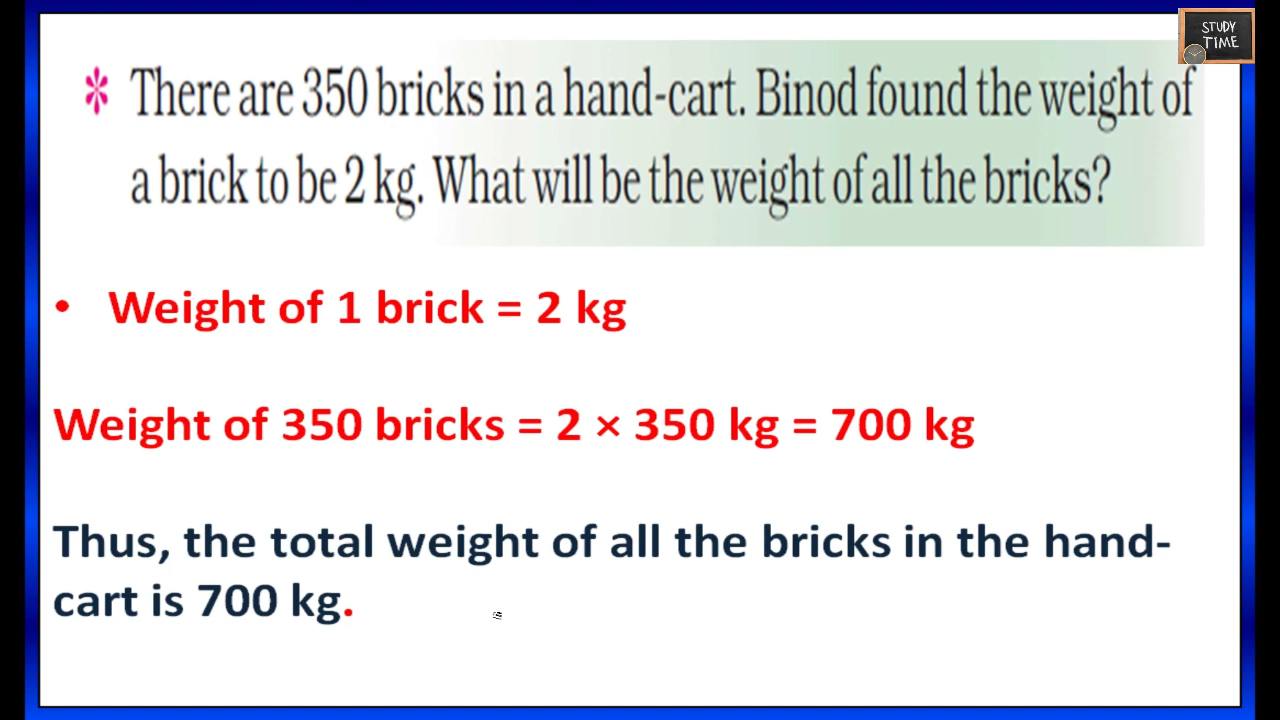 STUDY
TIME
* There are 350 bricks in a hand-cart. Binod found the weight of
a brick to be 2 kg. What will be the weight of all the bricks?
• Weight of 1 brick = 2 kg
Weight of 350 bricks = 2 × 350 kg = 700 kg
Thus, the total weight of all the bricks in the hand-
cart is 700 kg.